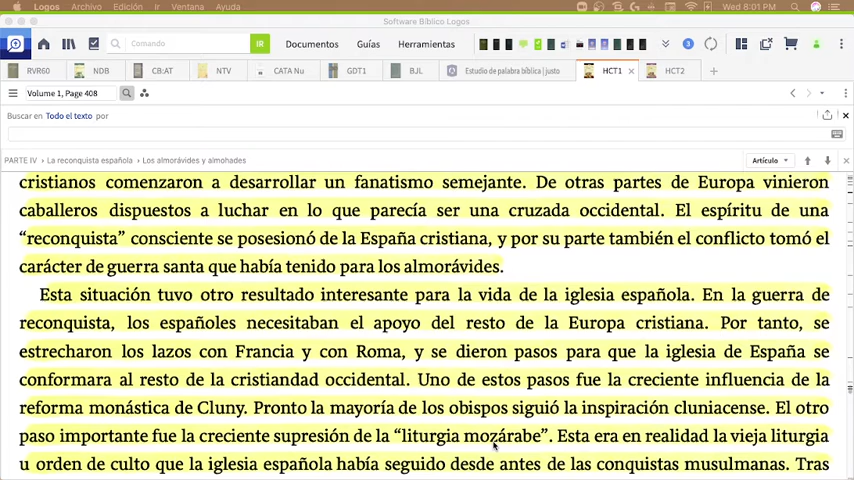 Logos Archivo Edición Ir Ventana Ayuda Wed 8:01 PM
Software Bíblico Logos
Comando IR Documentos Guías Herramientas 3
RVR60 NDB CB:AT NTV CATA Nu GDT1 BJL Estudio de palabra bíblica | justo HCT1 × HCT2 +
Volume 1, Page 408
Buscar en Todo el texto por
PARTE IV › La reconquista española › Los almorávides y almohades Artículo
cristianos comenzaron a desarrollar un fanatismo semejante. De otras partes de Europa vinieron
caballeros dispuestos a luchar en lo que parecía ser una cruzada occidental. El espíritu de una
“reconquista” consciente se posesionó de la España cristiana, y por su parte también el conflicto tomó el
carácter de guerra santa que había tenido para los almorávides.
Esta situación tuvo otro resultado interesante para la vida de la iglesia española. En la guerra de
reconquista, los españoles necesitaban el apoyo del resto de la Europa cristiana. Por tanto, se
estrecharon los lazos con Francia y con Roma, y se dieron pasos para que la iglesia de España se
conformara al resto de la cristiandad occidental. Uno de estos pasos fue la creciente influencia de la
reforma monástica de Cluny. Pronto la mayoría de los obispos siguió la inspiración cluniacense. El otro
paso importante fue la creciente supresión de la “liturgia mozárabe”. Esta era en realidad la vieja liturgia
u orden de culto que la iglesia española había seguido desde antes de las conquistas musulmanas. Tras